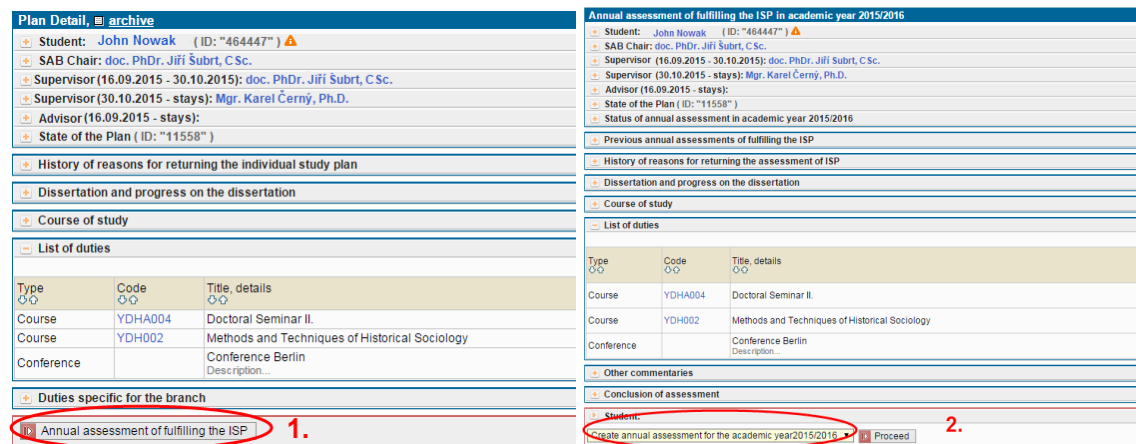 Plan Detail, archive
Student: John Nowak ( ID: "464447" )
SAB Chair: doc. PhDr. Jiří Šubrt, CSc.
Supervisor (16.09.2015 - 30.10.2015): doc. PhDr. Jiří Šubrt, CSc.
Supervisor (30.10.2015 - stays): Mgr. Karel Černý, Ph.D.
Advisor (16.09.2015 - stays):
State of the Plan ( ID: "11558" )
History of reasons for returning the individual study plan
Dissertation and progress on the dissertation
Course of study
List of duties
Type Code Title, details
Course YDHA004 Doctoral Seminar II.
Course YDH002 Methods and Techniques of Historical Sociology
Conference Conference Berlin
Description...
Duties specific for the branch
Annual assessment of fulfilling the ISP 1.
Annual assessment of fulfilling the ISP in academic year 2015/2016
Student: John Nowak ( ID: "464447" )
SAB Chair: doc. PhDr. Jiří Šubrt, CSc.
Supervisor (16.09.2015 - 30.10.2015): doc. PhDr. Jiří Šubrt, CSc.
Supervisor (30.10.2015 - stays): Mgr. Karel Černý, Ph.D.
Advisor (16.09.2015 - stays):
State of the Plan ( ID: "11558" )
Status of annual assessment in academic year 2015/2016
Previous annual assessments of fulfilling the ISP
History of reasons for returning the assessment of ISP
Dissertation and progress on the dissertation
Course of study
List of duties
Type Code Title, details
Course YDHA004 Doctoral Seminar II.
Course YDH002 Methods and Techniques of Historical Sociology
Conference Conference Berlin
Description...
Other commentaries
Conclusion of assessment
Student:
Create annual assessment for the academic year2015/2016 Proceed 2.